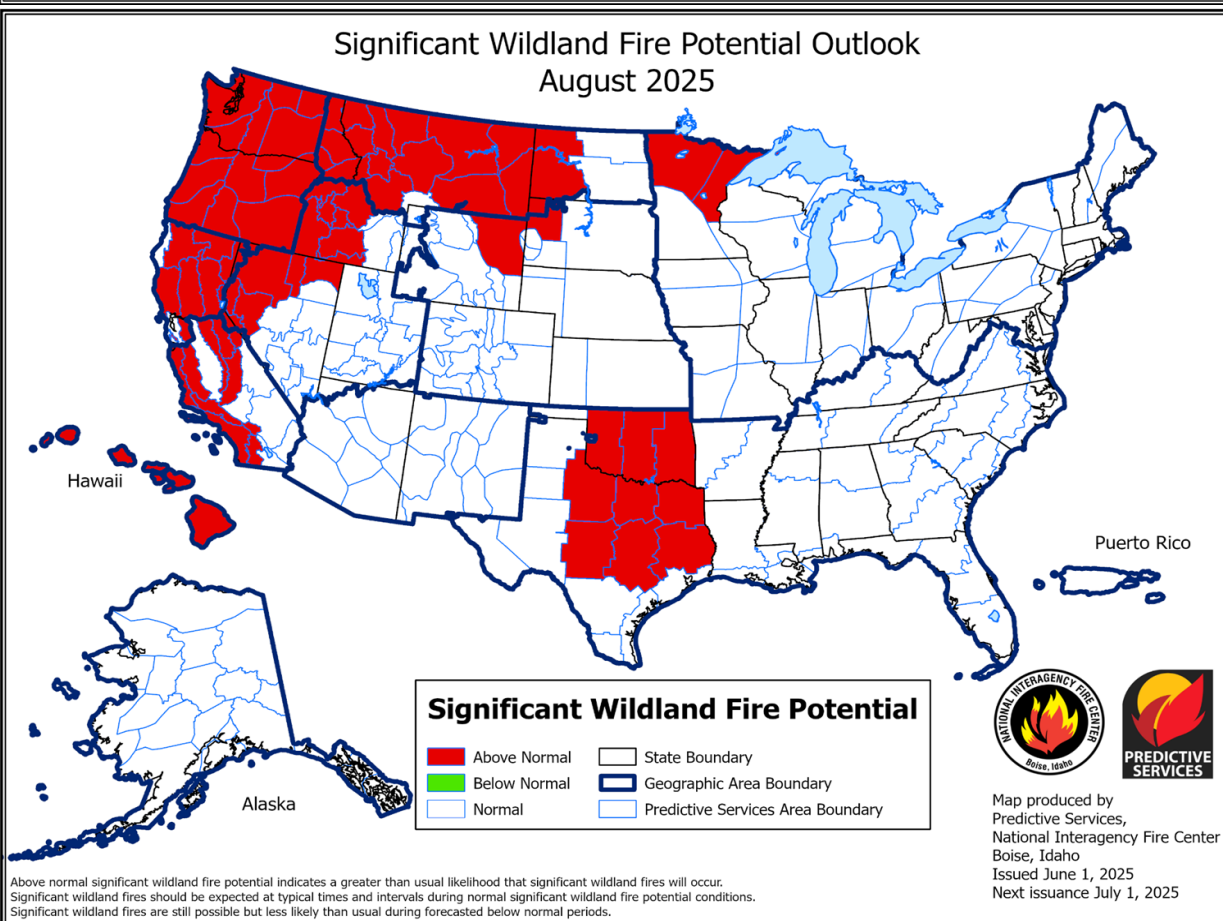 Significant Wildland Fire Potential Outlook
August 2025
Hawaii
Puerto Rico
Alaska
Significant Wildland Fire Potential
Above Normal
State Boundary
Below Normal
Geographic Area Boundary
Normal
Predictive Services Area Boundary
NATIONAL INTERAGENCY FIRE CENTER
Boise, Idaho
PREDICTIVE
SERVICES
Map produced by
Predictive Services,
National Interagency Fire Center
Boise, Idaho
Issued June 1, 2025
Next issuance July 1, 2025
Above normal significant wildland fire potential indicates a greater than usual likelihood that significant wildland fires will occur.
Significant wildland fires should be expected at typical times and intervals during normal significant wildland fire potential conditions.
Significant wildland fires are still possible but less likely than usual during forecasted below normal periods.